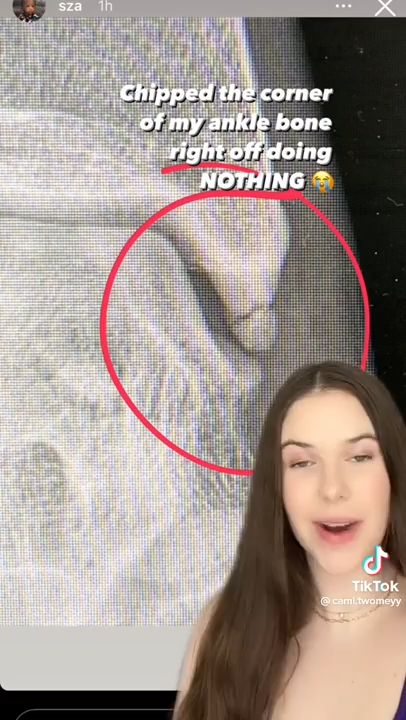 sza 1h
Chipped the corner
of my ankle bone
right off doing
NOTHING 😭
TikTok
@cami.twomeyy